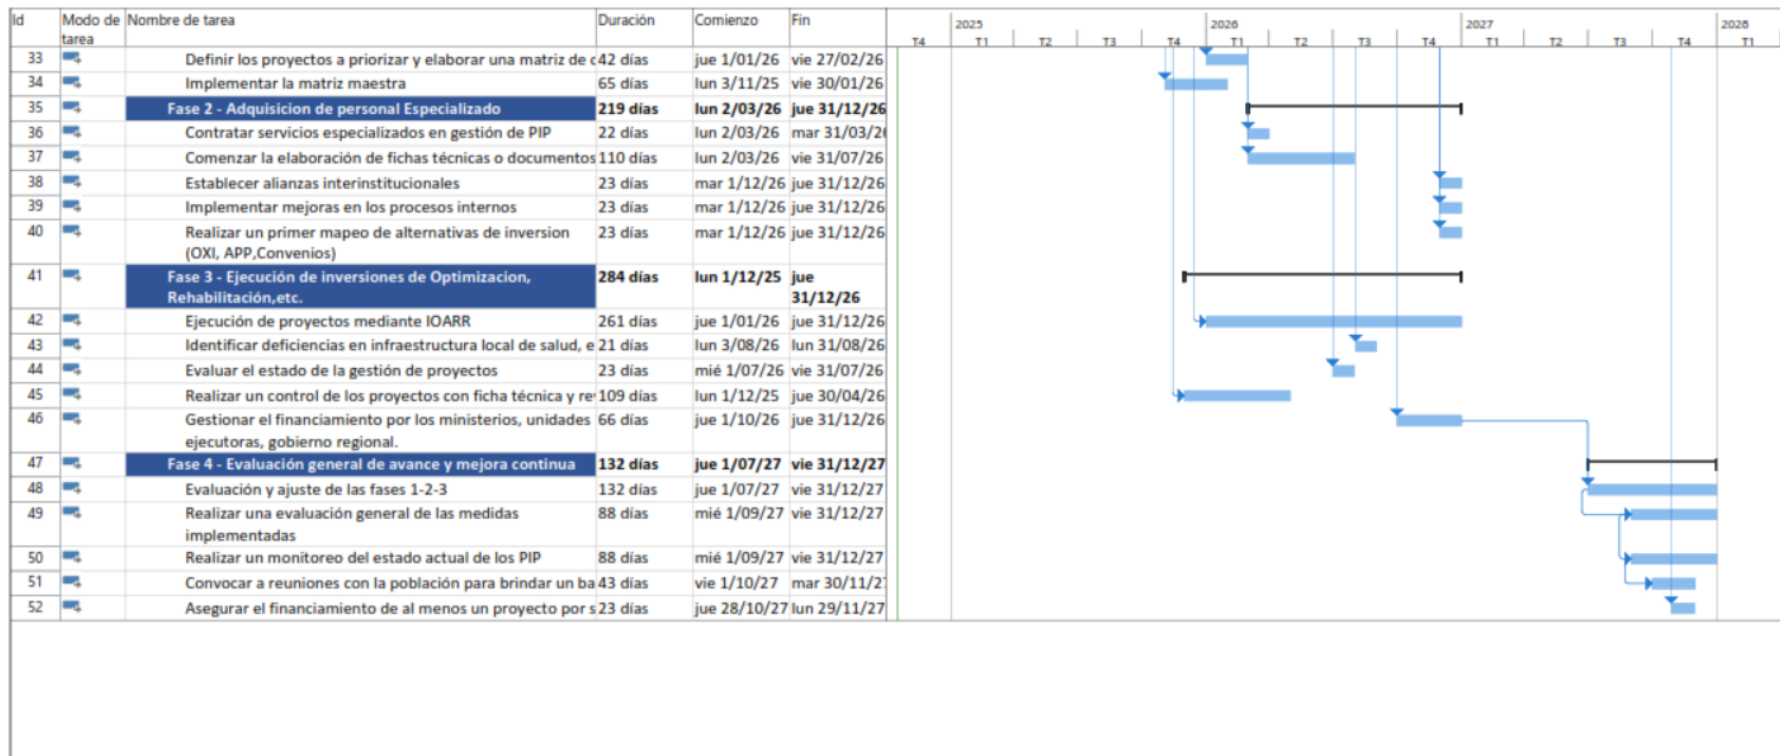 Id Modo de Nombre de tarea Duración Comienzo Fin 2025 2026 2027 2028
tarea T4 T1 T2 T3 T4 T1 T2 T3 T4 T1 T2 T3 T4 T1
33 Definir los proyectos a priorizar y elaborar una matriz de c 42 días jue 1/01/26 vie 27/02/26
34 Implementar la matriz maestra 65 días lun 3/11/25 vie 30/01/26
35 Fase 2 - Adquisicion de personal Especializado 219 días lun 2/03/26 jue 31/12/26
36 Contratar servicios especializados en gestión de PIP 22 días lun 2/03/26 mar 31/03/26
37 Comenzar la elaboración de fichas técnicas o documentos 110 días lun 2/03/26 vie 31/07/26
38 Establecer alianzas interinstitucionales 23 días mar 1/12/26 jue 31/12/26
39 Implementar mejoras en los procesos internos 23 días mar 1/12/26 jue 31/12/26
40 Realizar un primer mapeo de alternativas de inversion 23 días mar 1/12/26 jue 31/12/26
(OXI, APP,Convenios)
41 Fase 3 - Ejecución de inversiones de Optimizacion, 284 días lun 1/12/25 jue
Rehabilitación,etc. 31/12/26
42 Ejecución de proyectos mediante IOARR 261 días jue 1/01/26 jue 31/12/26
43 Identificar deficiencias en infraestructura local de salud, e 21 días lun 3/08/26 lun 31/08/26
44 Evaluar el estado de la gestión de proyectos 23 días mié 1/07/26 vie 31/07/26
45 Realizar un control de los proyectos con ficha técnica y re 109 días lun 1/12/25 jue 30/04/26
46 Gestionar el financiamiento por los ministerios, unidades 66 días jue 1/10/26 jue 31/12/26
ejecutoras, gobierno regional.
47 Fase 4 - Evaluación general de avance y mejora continua 132 días jue 1/07/27 vie 31/12/27
48 Evaluación y ajuste de las fases 1-2-3 132 días jue 1/07/27 vie 31/12/27
49 Realizar una evaluación general de las medidas 88 días mié 1/09/27 vie 31/12/27
implementadas
50 Realizar un monitoreo del estado actual de los PIP 88 días mié 1/09/27 vie 31/12/27
51 Convocar a reuniones con la población para brindar un ba 43 días vie 1/10/27 mar 30/11/27
52 Asegurar el financiamiento de al menos un proyecto por s 23 días jue 28/10/27 lun 29/11/27